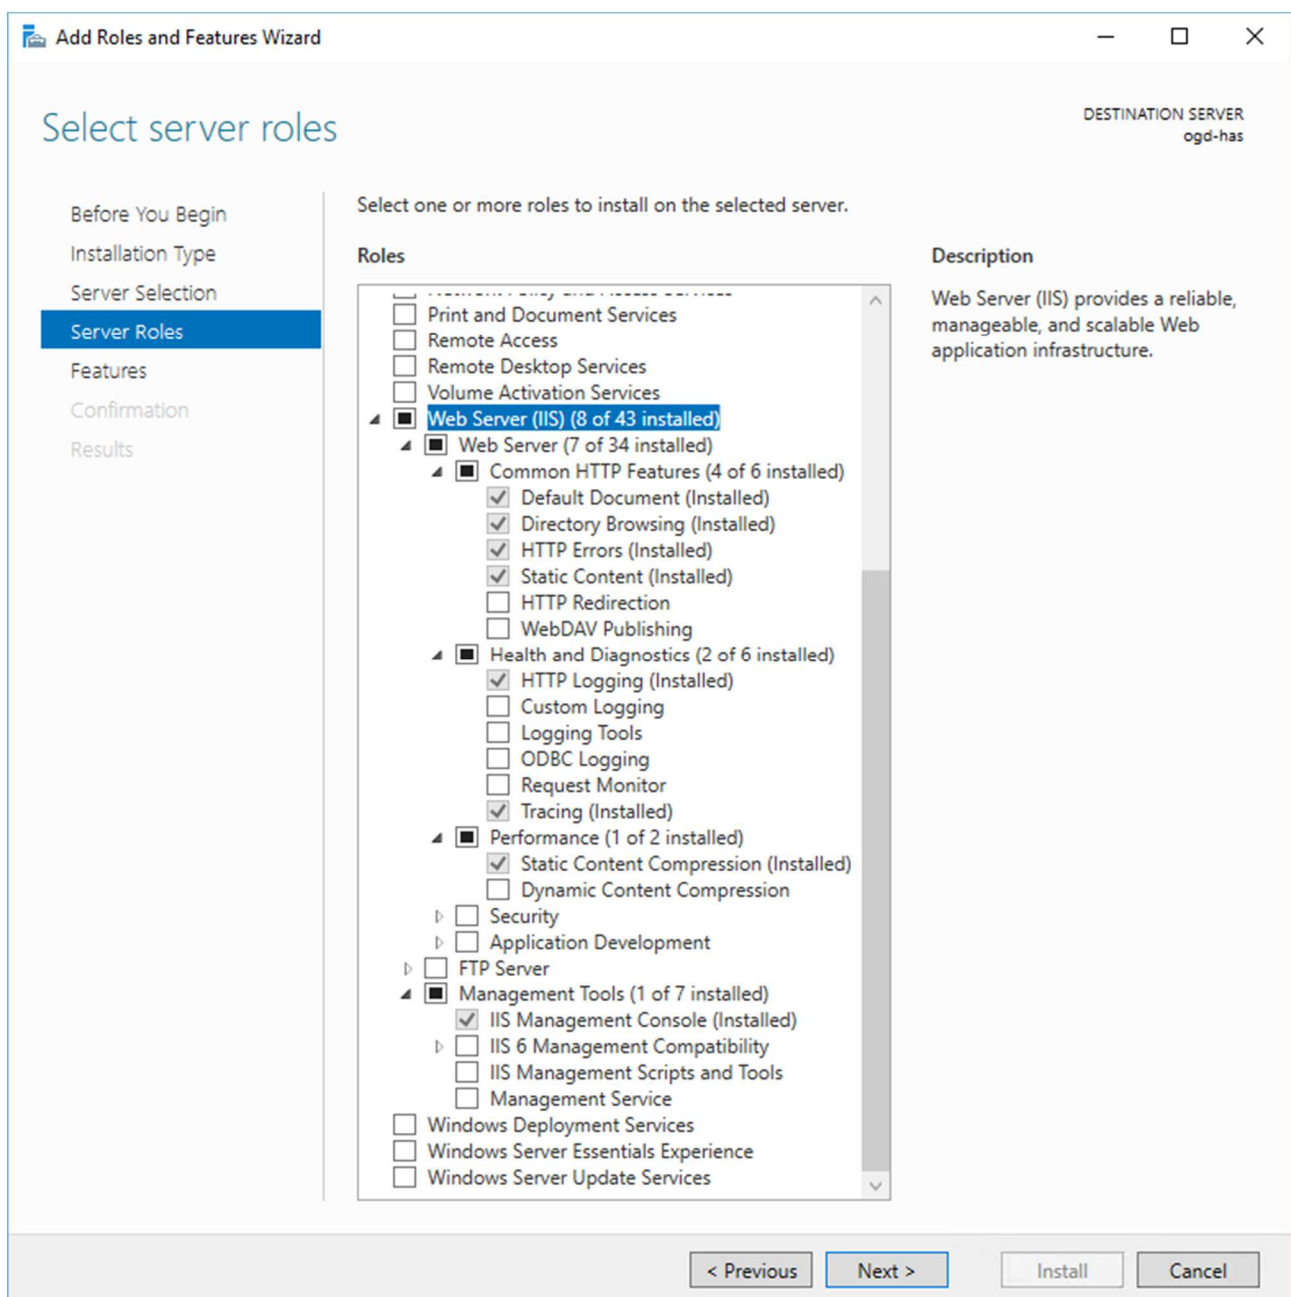 Add Roles and Features Wizard
Select server roles
DESTINATION SERVER
ogd-has
Before You Begin
Installation Type
Server Selection
Server Roles
Features
Confirmation
Results
Select one or more roles to install on the selected server.
Roles
Network Policy and Access Services
Print and Document Services
Remote Access
Remote Desktop Services
Volume Activation Services
Web Server (IIS) (8 of 43 installed)
Web Server (7 of 34 installed)
Common HTTP Features (4 of 6 installed)
Default Document (Installed)
Directory Browsing (Installed)
HTTP Errors (Installed)
Static Content (Installed)
HTTP Redirection
WebDAV Publishing
Health and Diagnostics (2 of 6 installed)
HTTP Logging (Installed)
Custom Logging
Logging Tools
ODBC Logging
Request Monitor
Tracing (Installed)
Performance (1 of 2 installed)
Static Content Compression (Installed)
Dynamic Content Compression
Security
Application Development
FTP Server
Management Tools (1 of 7 installed)
IIS Management Console (Installed)
IIS 6 Management Compatibility
IIS Management Scripts and Tools
Management Service
Windows Deployment Services
Windows Server Essentials Experience
Windows Server Update Services
Description
Web Server (IIS) provides a reliable,
manageable, and scalable Web
application infrastructure.
< Previous
Next >
Install
Cancel